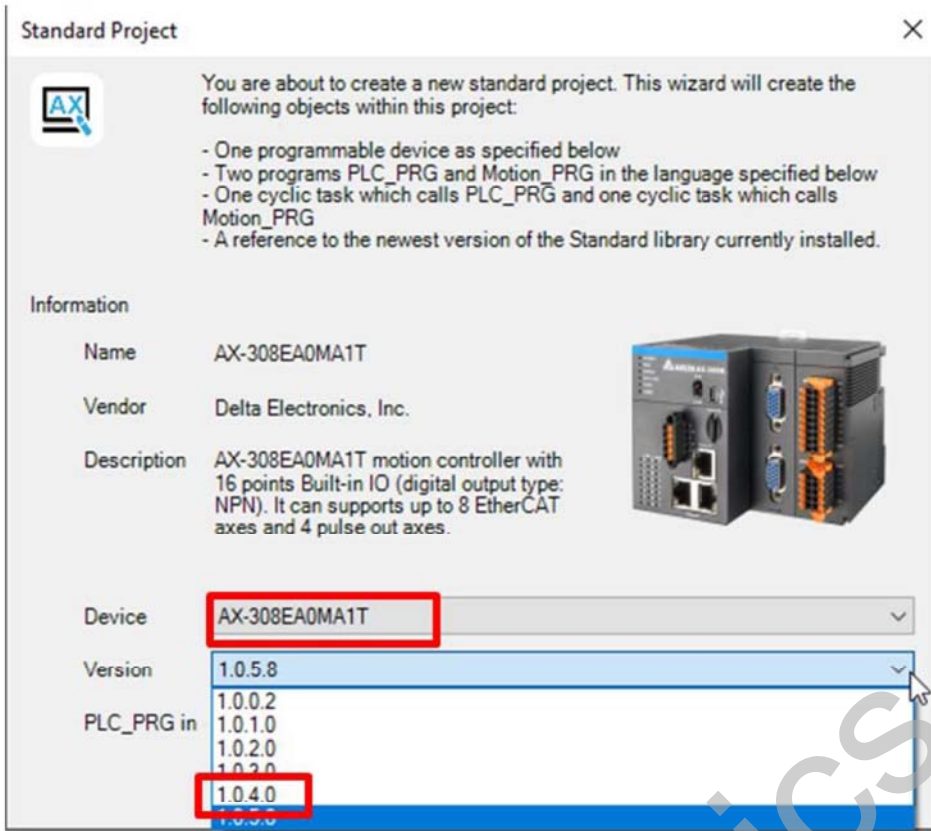 Standard Project
AX
You are about to create a new standard project. This wizard will create the
following objects within this project:
- One programmable device as specified below
- Two programs PLC_PRG and Motion_PRG in the language specified below
- One cyclic task which calls PLC_PRG and one cyclic task which calls
Motion_PRG
- A reference to the newest version of the Standard library currently installed.
Information
Name AX-308EA0MA1T
Vendor Delta Electronics, Inc.
Description AX-308EA0MA1T motion controller with
16 points Built-in IO (digital output type:
NPN). It can supports up to 8 EtherCAT
axes and 4 pulse out axes.
Device AX-308EA0MA1T
Version 1.0.5.8
1.0.0.2
PLC_PRG in 1.0.1.0
1.0.2.0
1.0.4.0